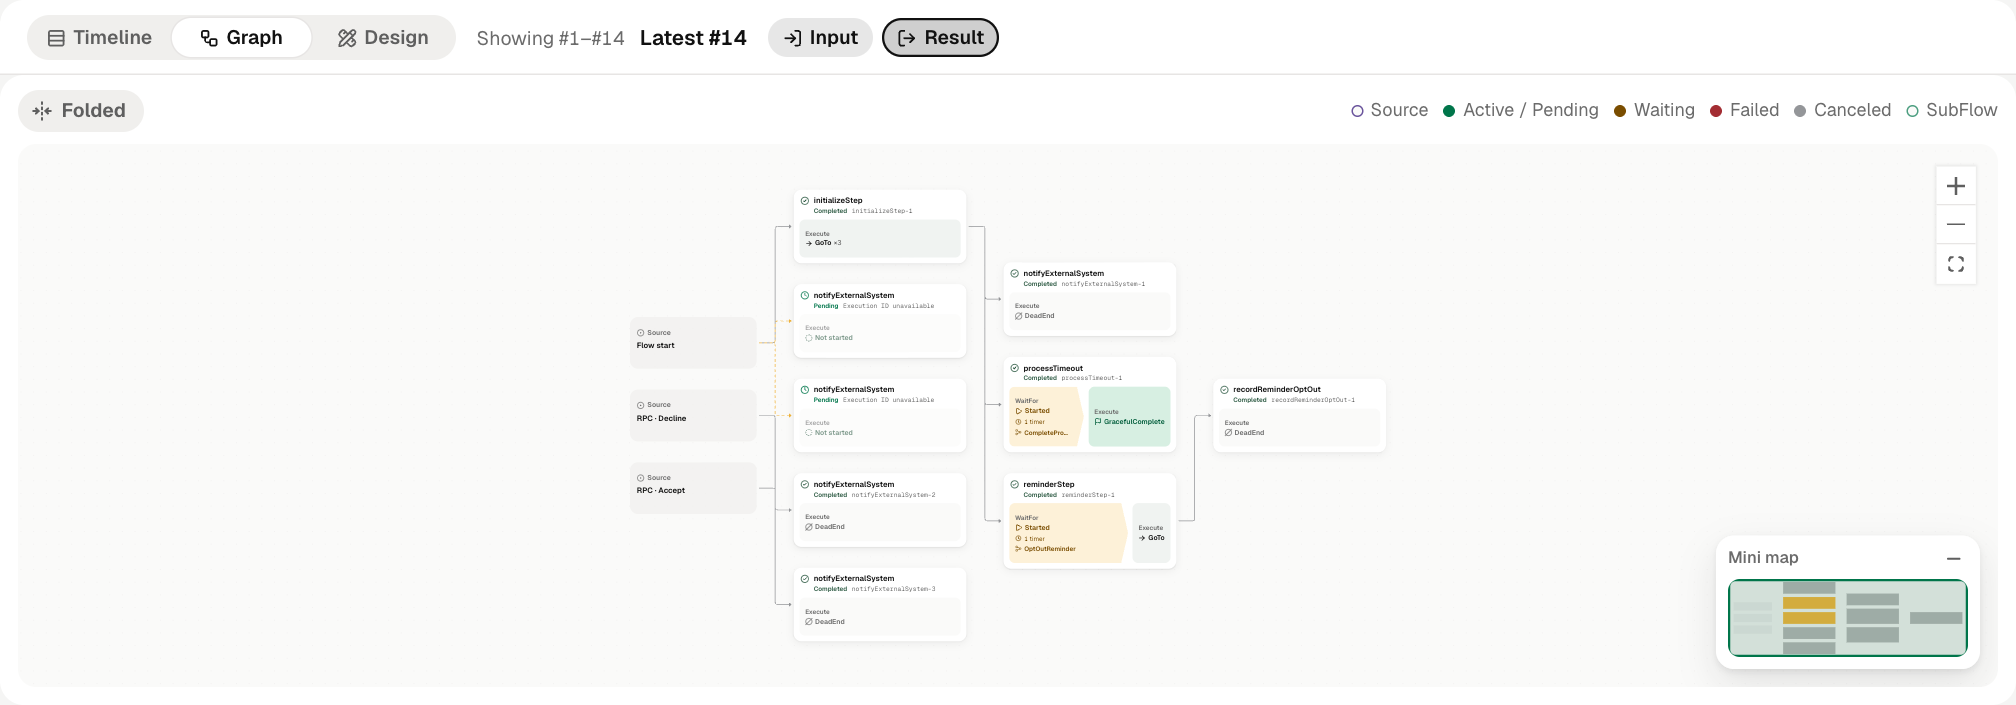 Timeline
Graph
Design
Showing #1–#14
Latest #14
Input
Result
Folded
Source
Active / Pending
Waiting
Failed
Canceled
SubFlow
Source
Flow start
Source
RPC · Decline
Source
RPC · Accept
initializeStep
Completed initializeStep-1
Execute
GoTo ×3
notifyExternalSystem
Pending Execution ID unavailable
Execute
Not started
notifyExternalSystem
Pending Execution ID unavailable
Execute
Not started
notifyExternalSystem
Completed notifyExternalSystem-2
Execute
DeadEnd
notifyExternalSystem
Completed notifyExternalSystem-3
Execute
DeadEnd
notifyExternalSystem
Completed notifyExternalSystem-1
Execute
DeadEnd
processTimeout
Completed processTimeout-1
WaitFor
Started
1 timer
CompletePro...
Execute
GracefulComplete
reminderStep
Completed reminderStep-1
WaitFor
Started
1 timer
OptOutReminder
Execute
GoTo
recordReminderOptOut
Completed recordReminderOptOut-1
Execute
DeadEnd
Mini map